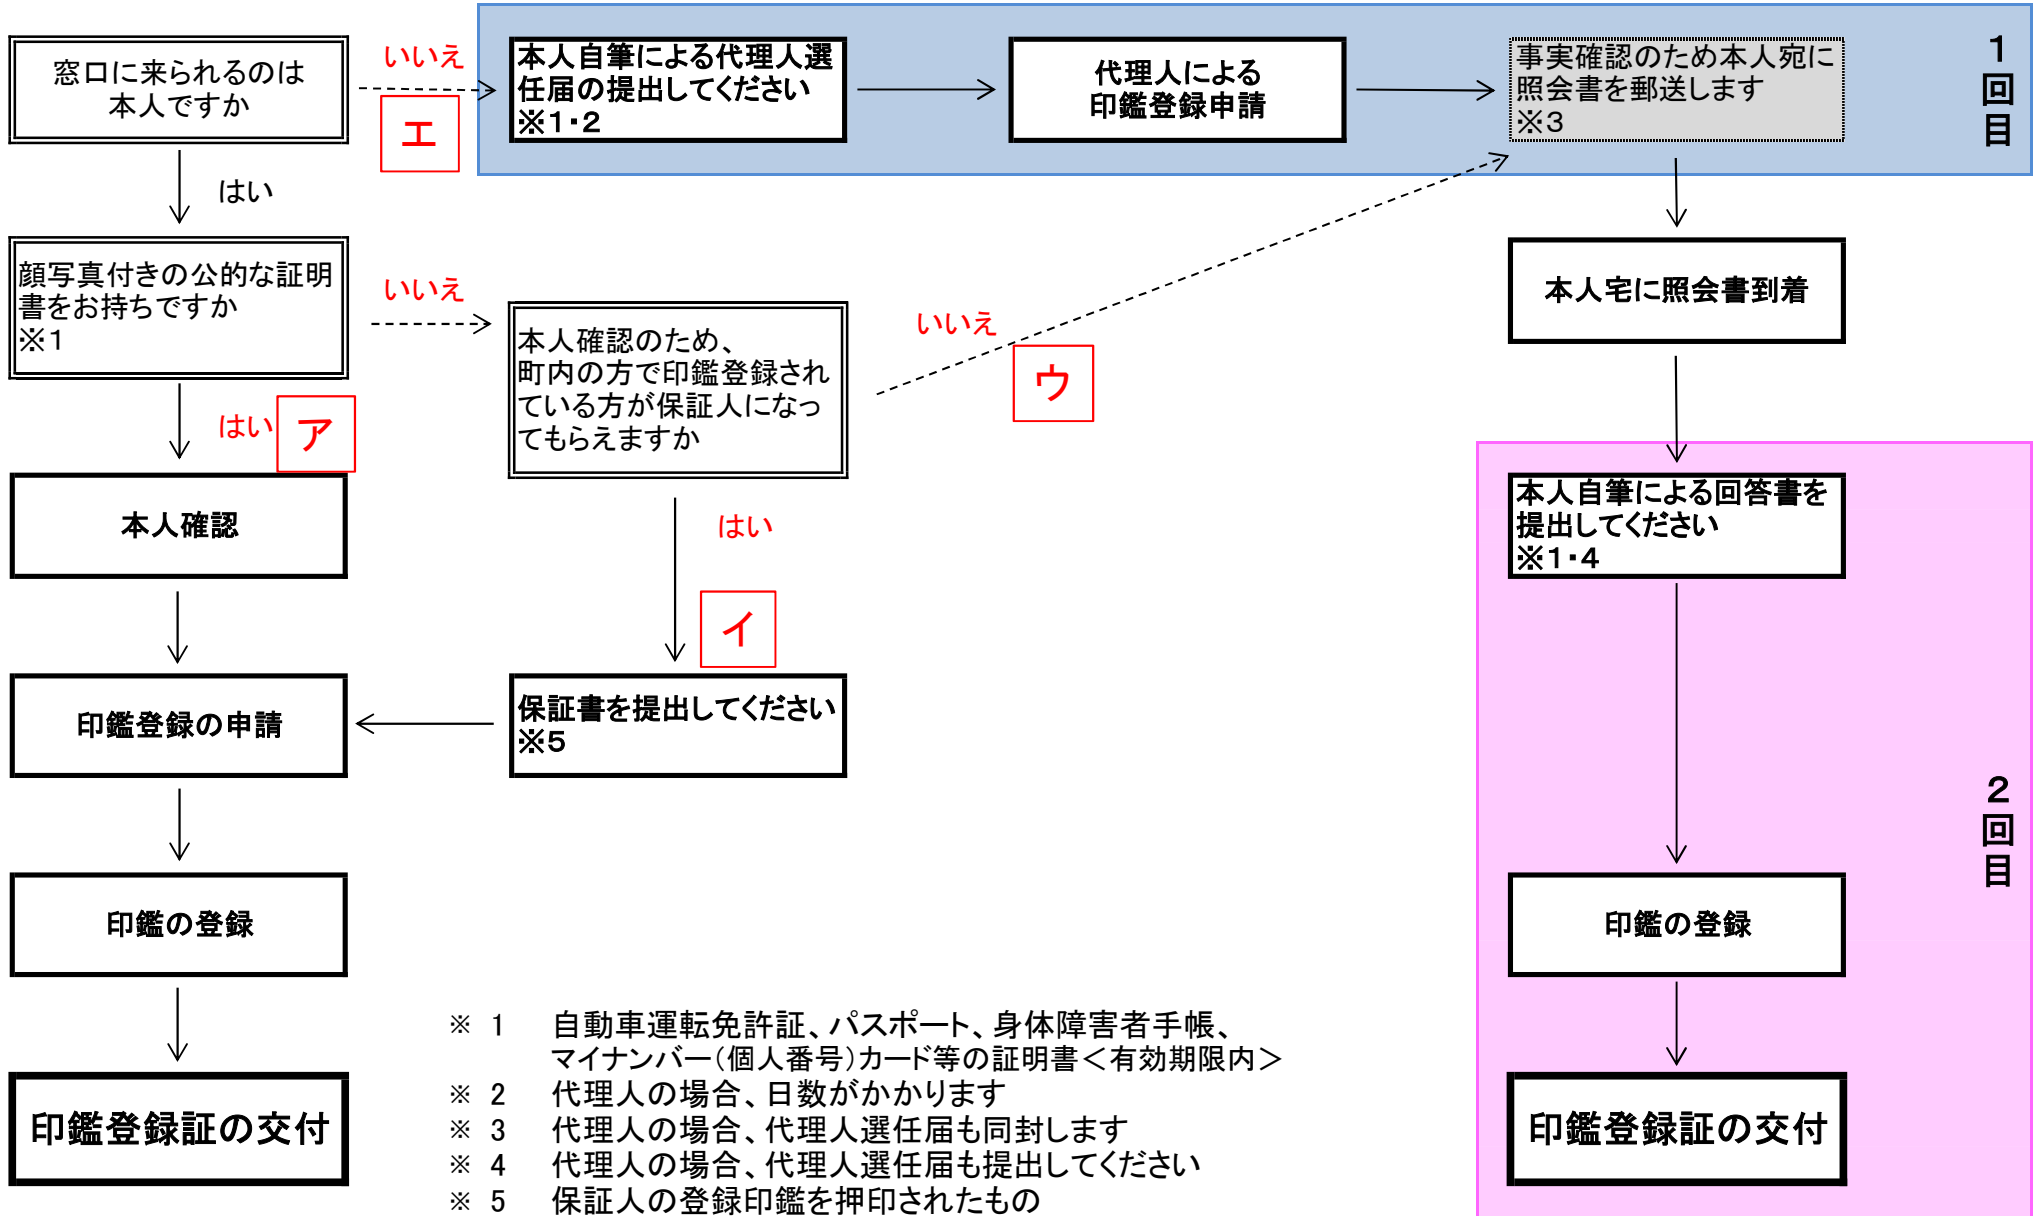 窓口に来られるのは
本人ですか
いいえ
エ
本人自筆による代理人選
任届の提出してください
※1・2
代理人による
印鑑登録申請
事実確認のため本人宛に
照会書を郵送します
※3
1回目
はい
顔写真付きの公的な証明
書をお持ちですか
※1
いいえ
本人確認のため、
町内の方で印鑑登録され
ている方が保証人になっ
てもらえますか
いいえ
ウ
本人宅に照会書到着
はい
ア
本人確認
はい
イ
本人自筆による回答書を
提出してください
※1・4
印鑑登録の申請
保証書を提出してください
※5
2回目
印鑑の登録
印鑑の登録
印鑑登録証の交付
印鑑登録証の交付
※ 1 自動車運転免許証、パスポート、身体障害者手帳、
マイナンバー（個人番号）カード等の証明書＜有効期限内＞
※ 2 代理人の場合、日数がかかります
※ 3 代理人の場合、代理人選任届も同封します
※ 4 代理人の場合、代理人選任届も提出してください
※ 5 保証人の登録印鑑を押印されたもの